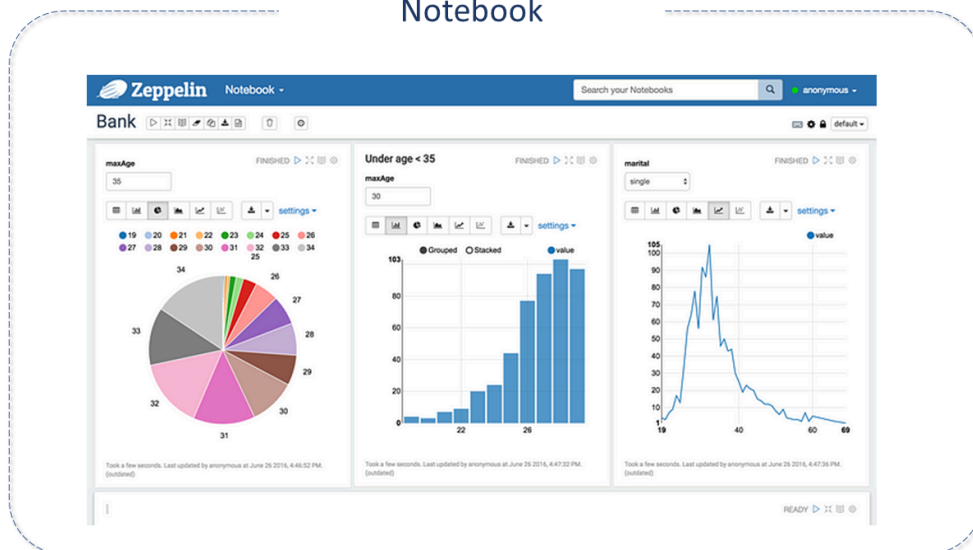 Notebook
Zeppelin Notebook Search your Notebooks anonymous
Bank default
maxAge FINISHED
35
settings
19 20 21 22 23 24 25 26
27 28 29 30 31 32 33 34
25
34
26
27
33
28
29
32
30
31
Took a few seconds. Last updated by anonymous at June 26 2016, 4:46:52 PM.
(outdated)
Under age < 35 FINISHED
maxAge
30
settings
Grouped Stacked value
103
80
60
40
20
0
22 26
Took a few seconds. Last updated by anonymous at June 26 2016, 4:47:32 PM.
(outdated)
marital FINISHED
single
settings
value
105
100
90
80
70
60
50
40
30
20
10
1
19 40 60 69
Took a few seconds. Last updated by anonymous at June 26 2016, 4:47:36 PM.
(outdated)
READY